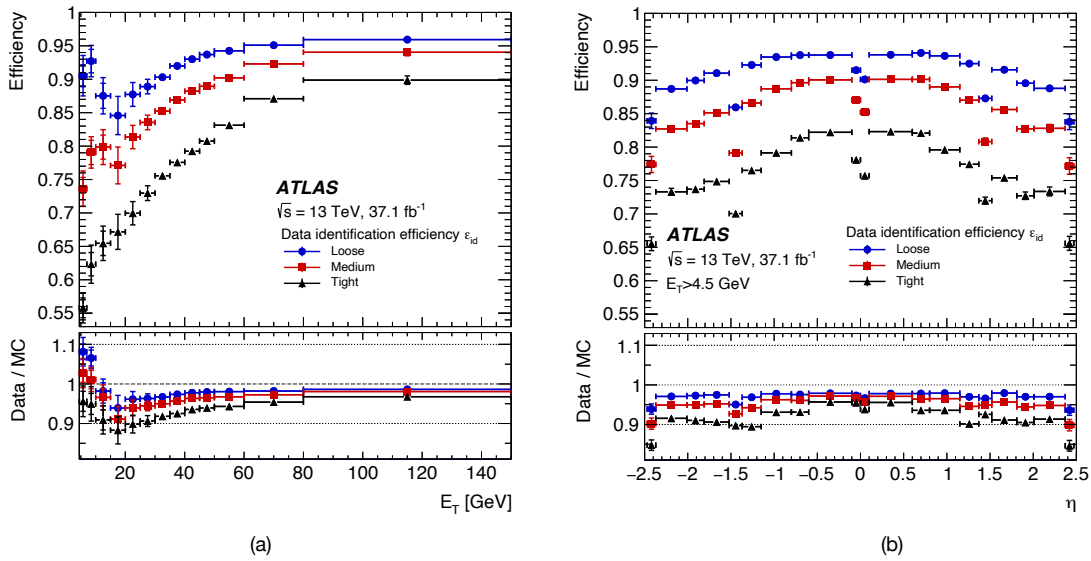 Efficiency
1
0.95
0.9
0.85
0.8
0.75
0.7
0.65
0.6
0.55
ATLAS
√s = 13 TeV, 37.1 fb⁻¹
Data identification efficiency ε_id
Loose
Medium
Tight
Data / MC
1.1
1
0.9
20 40 60 80 100 120 140
E_T [GeV]
(a)
Efficiency
1
0.95
0.9
0.85
0.8
0.75
0.7
0.65
0.6
0.55
ATLAS
√s = 13 TeV, 37.1 fb⁻¹
E_T>4.5 GeV
Data identification efficiency ε_id
Loose
Medium
Tight
Data / MC
1.1
1
0.9
−2.5 −2 −1.5 −1 −0.5 0 0.5 1 1.5 2 2.5
η
(b)